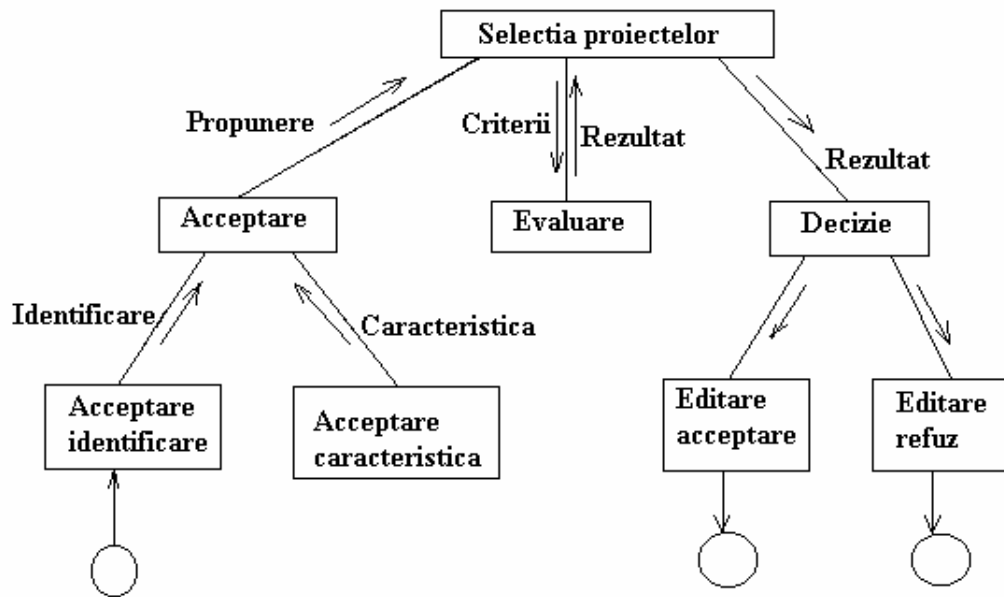 Selectia proiectelor
Propunere
Criterii
Rezultat
Rezultat
Acceptare
Evaluare
Decizie
Identificare
Caracteristica
Acceptare
identificare
Acceptare
caracteristica
Editare
acceptare
Editare
refuz